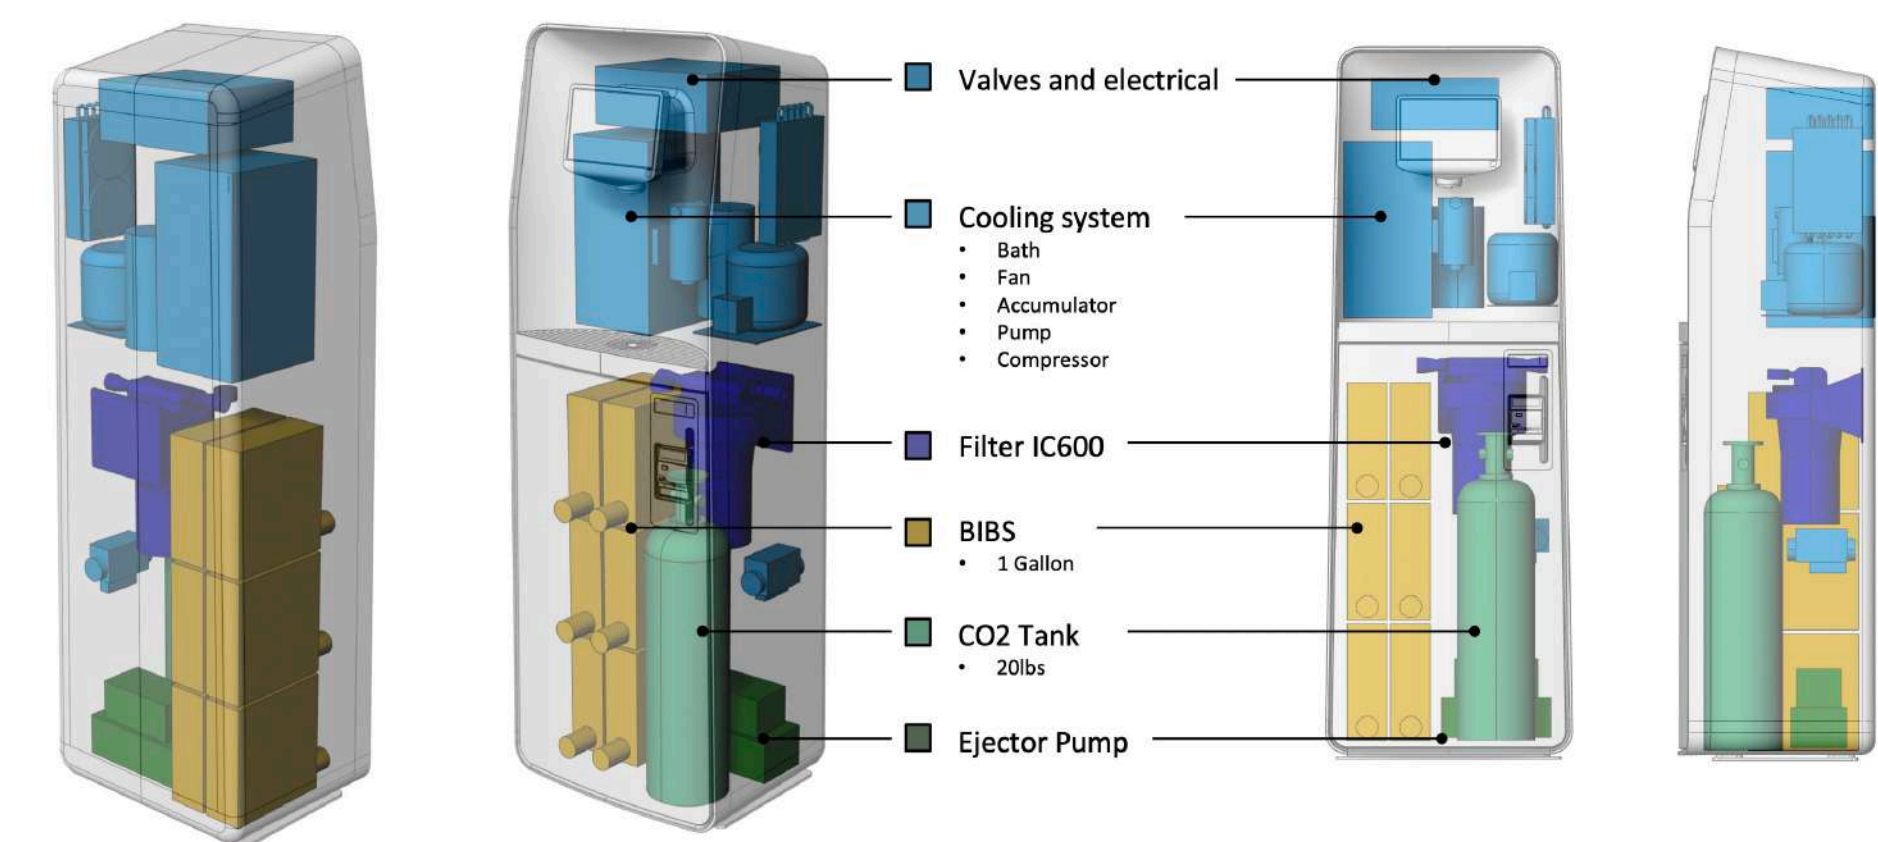 Valves and electrical
Cooling system
• Bath
• Fan
• Accumulator
• Pump
• Compressor
Filter IC600
BIBS
• 1 Gallon
CO2 Tank
• 20lbs
Ejector Pump